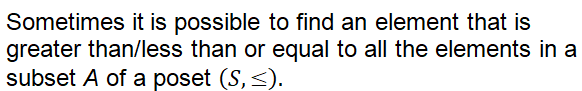 Sometimes it is possible to find an element that is
greater than/less than or equal to all the elements in a
subset A of a poset (S, ≤).